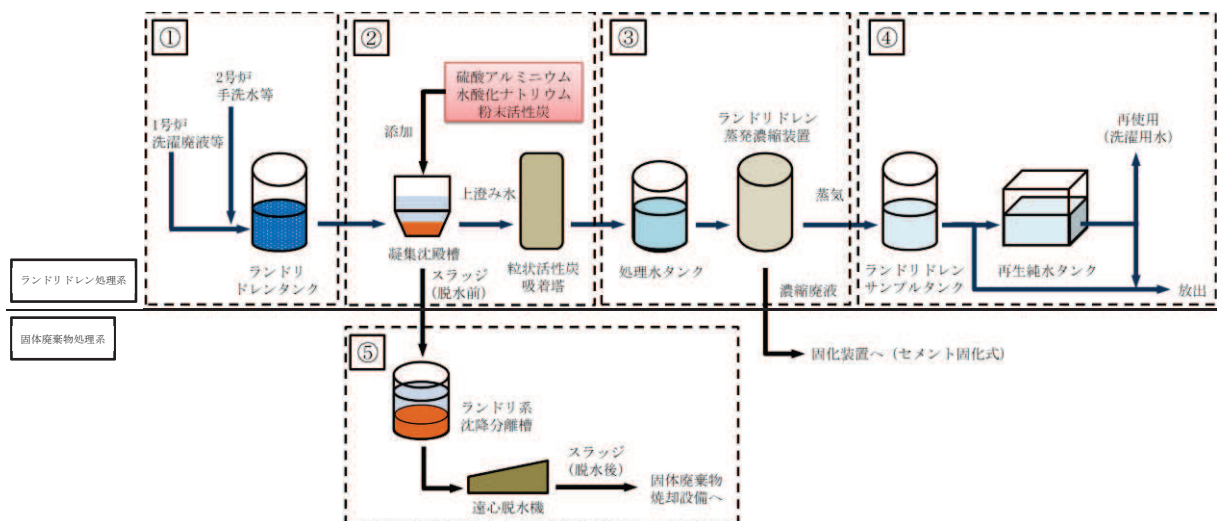 ①
2号炉
手洗水等
1号炉
洗濯廃液等
ランドリ
ドレンタンク
②
硫酸アルミニウム
水酸化ナトリウム
粉末活性炭
添加
上澄み水
凝集沈殿槽
スラッジ
(脱水前)
粒状活性炭
吸着塔
③
ランドリドレン
蒸発濃縮装置
処理水タンク
蒸気
濃縮廃液
④
再使用
(洗濯用水)
ランドリドレン
サンプルタンク
再生純水タンク
放出
ランドリドレン処理系
固体廃棄物処理系
固化装置へ(セメント固化式)
⑤
ランドリ系
沈降分離槽
遠心脱水機
スラッジ
(脱水後)
固体廃棄物
焼却設備へ